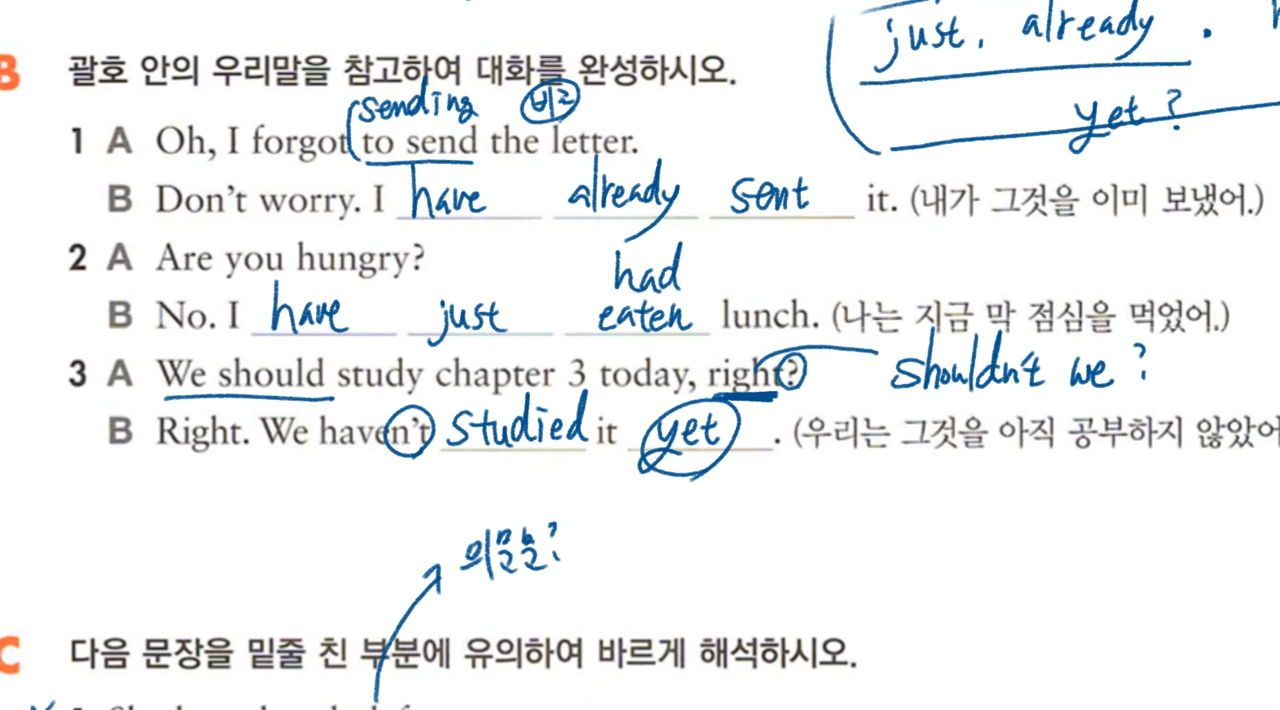 just, already .
yet?
B 괄호 안의 우리말을 참고하여 대화를 완성하시오.
sending 비교
1 A Oh, I forgot to send the letter.
B Don't worry. I have already sent it. (내가 그것을 이미 보냈어.)
2 A Are you hungry?
had
B No. I have just eaten lunch. (나는 지금 막 점심을 먹었어.)
3 A We should study chapter 3 today, right? shouldn't we?
B Right. We haven't studied it yet. (우리는 그것을 아직 공부하지 않았어
의문문?
C 다음 문장을 밑줄 친 부분에 유의하여 바르게 해석하시오.